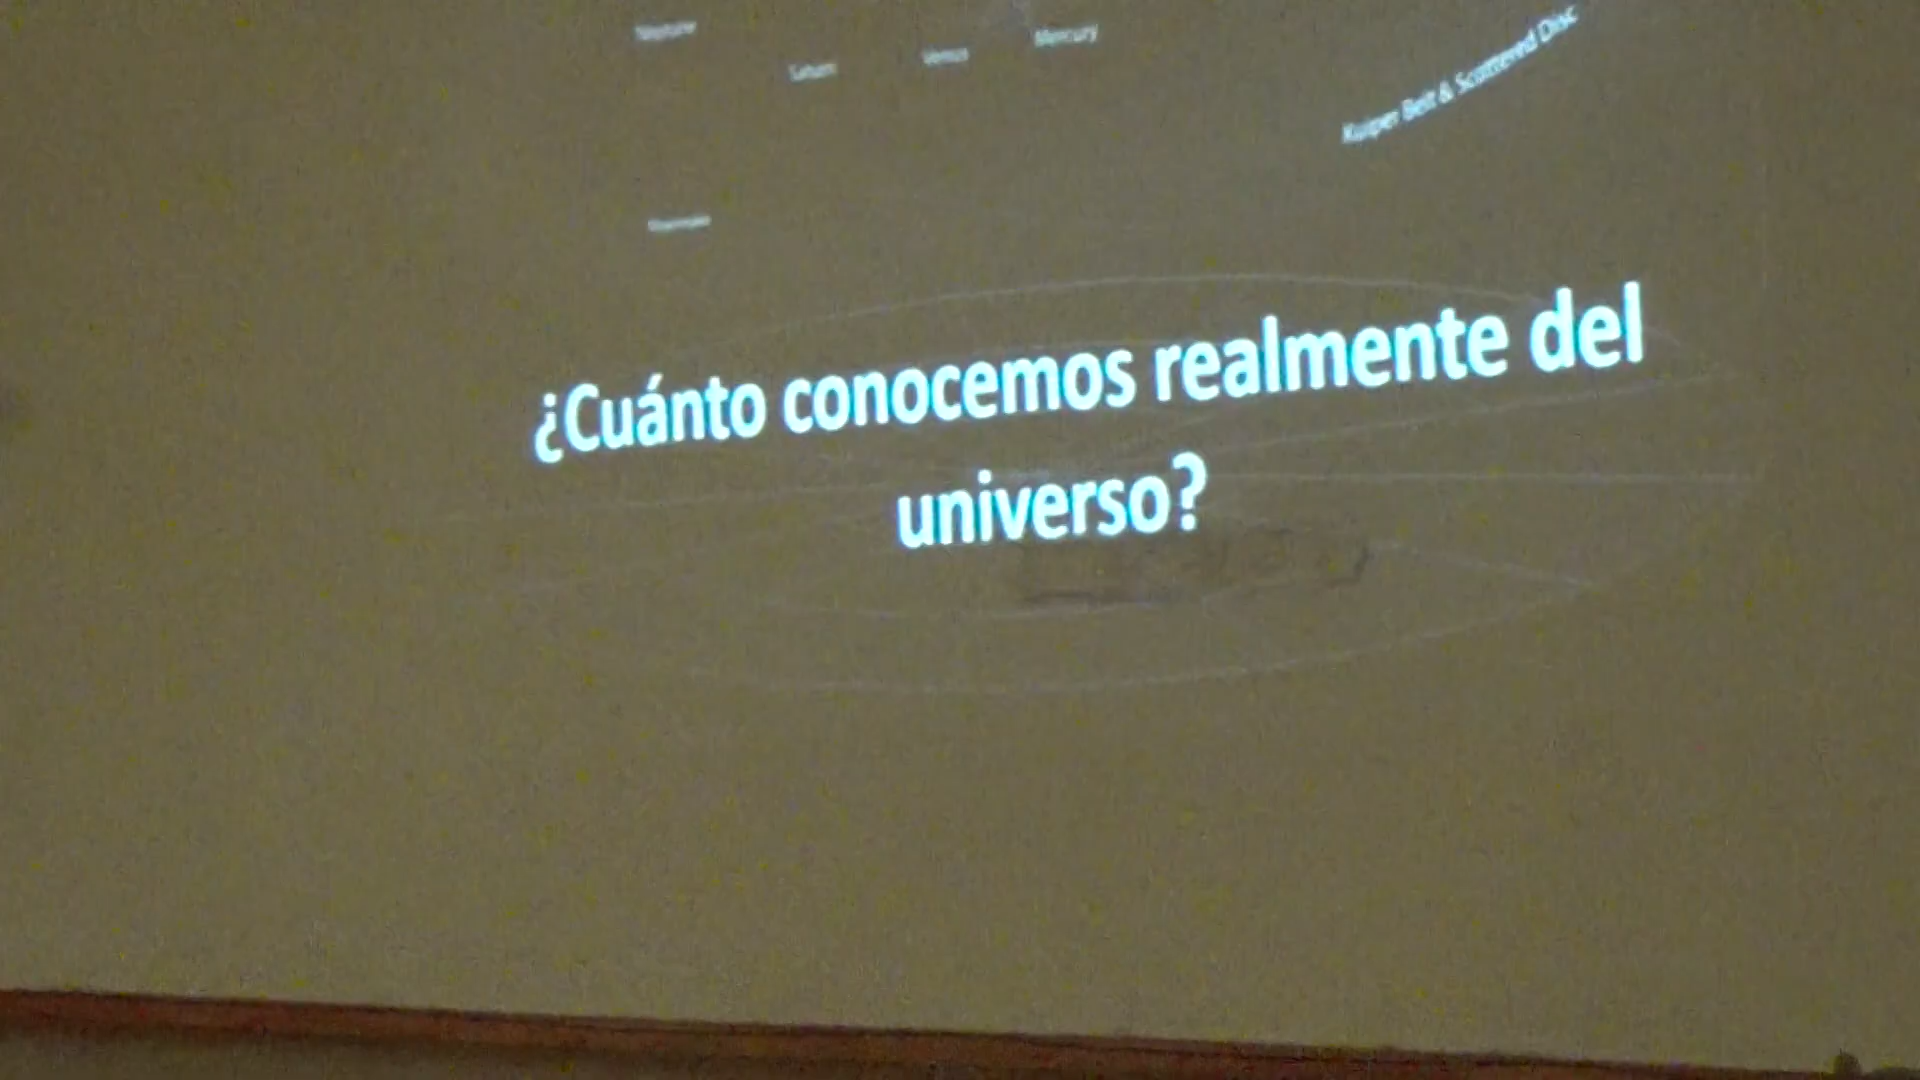 Neptune
Mercury
Venus
Saturn
Kuiper Belt & Scattered Disc
¿Cuánto conocemos realmente del
universo?